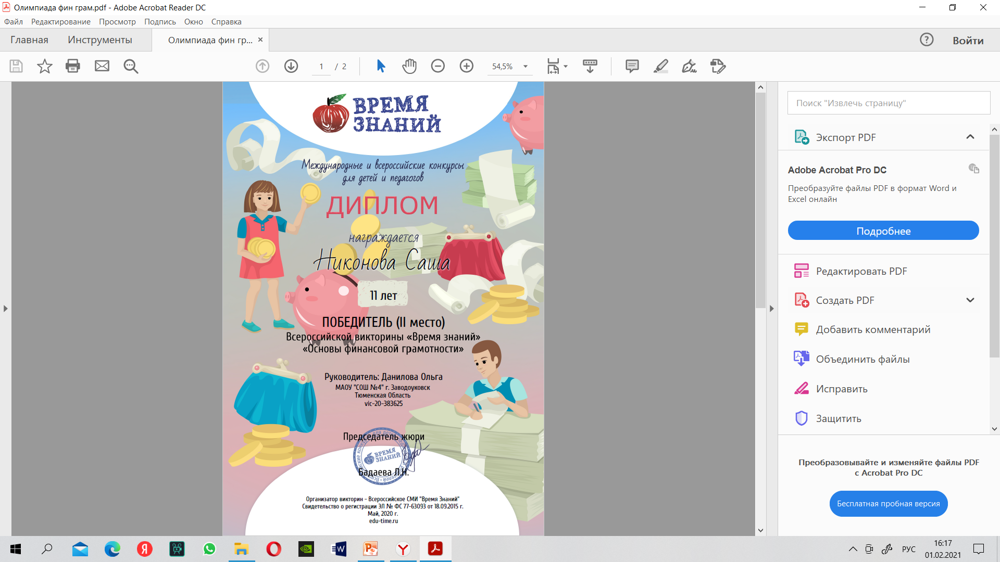 Олимпиада фин грам.pdf - Adobe Acrobat Reader DC
Файл Редактирование Просмотр Подпись Окно Справка
Главная Инструменты Олимпиада фин гр... Войти
1 / 2 54,5%
ВРЕМЯ
ЗНАНИЙ
Международные и всероссийские конкурсы
для детей и педагогов
ДИПЛОМ
награждается
Никонова Саша
11 лет
ПОБЕДИТЕЛЬ (II место)
Всероссийской викторины «Время знаний»
«Основы финансовой грамотности»
Руководитель: Данилова Ольга
МАОУ "СОШ №4" г. Заводоуковск
Тюменская Область
vic-20-383625
Председатель жюри
ВРЕМЯ
ЗНАНИЙ
Бадаева Л.Н.
Организатор викторин - Всероссийское СМИ "Время Знаний"
Свидетельство о регистрации ЭЛ № ФС 77-63093 от 18.09.2015 г.
Май, 2020 г.
edu-time.ru
Поиск "Извлечь страницу"
Экспорт PDF
Adobe Acrobat Pro DC
Преобразуйте файлы PDF в формат Word и
Excel онлайн
Подробнее
Редактировать PDF
Создать PDF
Добавить комментарий
Объединить файлы
Исправить
Защитить
Преобразовывайте и изменяйте файлы PDF
с Acrobat Pro DC
Бесплатная пробная версия
РУС
16:17
01.02.2021